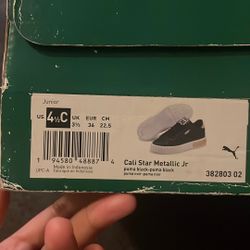 Junior
US UK EUR CM
4½C 3½ 36 22.5
Made in Indonesia
UPC-A
1 94580 48887 4
Cali Star Metallic Jr
puma black-puma black
PUMA
382803 02